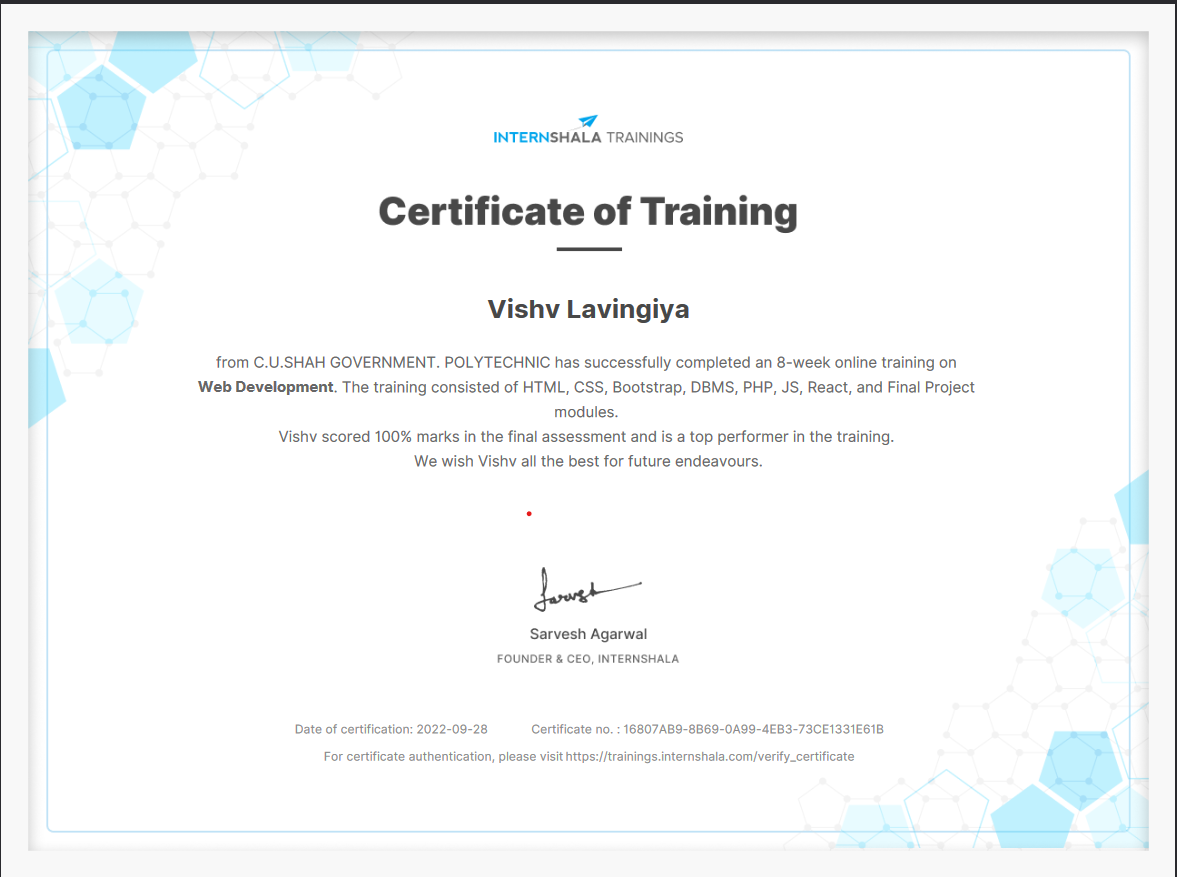 INTERNSHALA TRAININGS
Certificate of Training
Vishv Lavingiya
from C.U.SHAH GOVERNMENT. POLYTECHNIC has successfully completed an 8-week online training on
Web Development. The training consisted of HTML, CSS, Bootstrap, DBMS, PHP, JS, React, and Final Project
modules.
Vishv scored 100% marks in the final assessment and is a top performer in the training.
We wish Vishv all the best for future endeavours.
Sarvesh
Sarvesh Agarwal
FOUNDER & CEO, INTERNSHALA
Date of certification: 2022-09-28 Certificate no. : 16807AB9-8B69-0A99-4EB3-73CE1331E61B
For certificate authentication, please visit https://trainings.internshala.com/verify_certificate